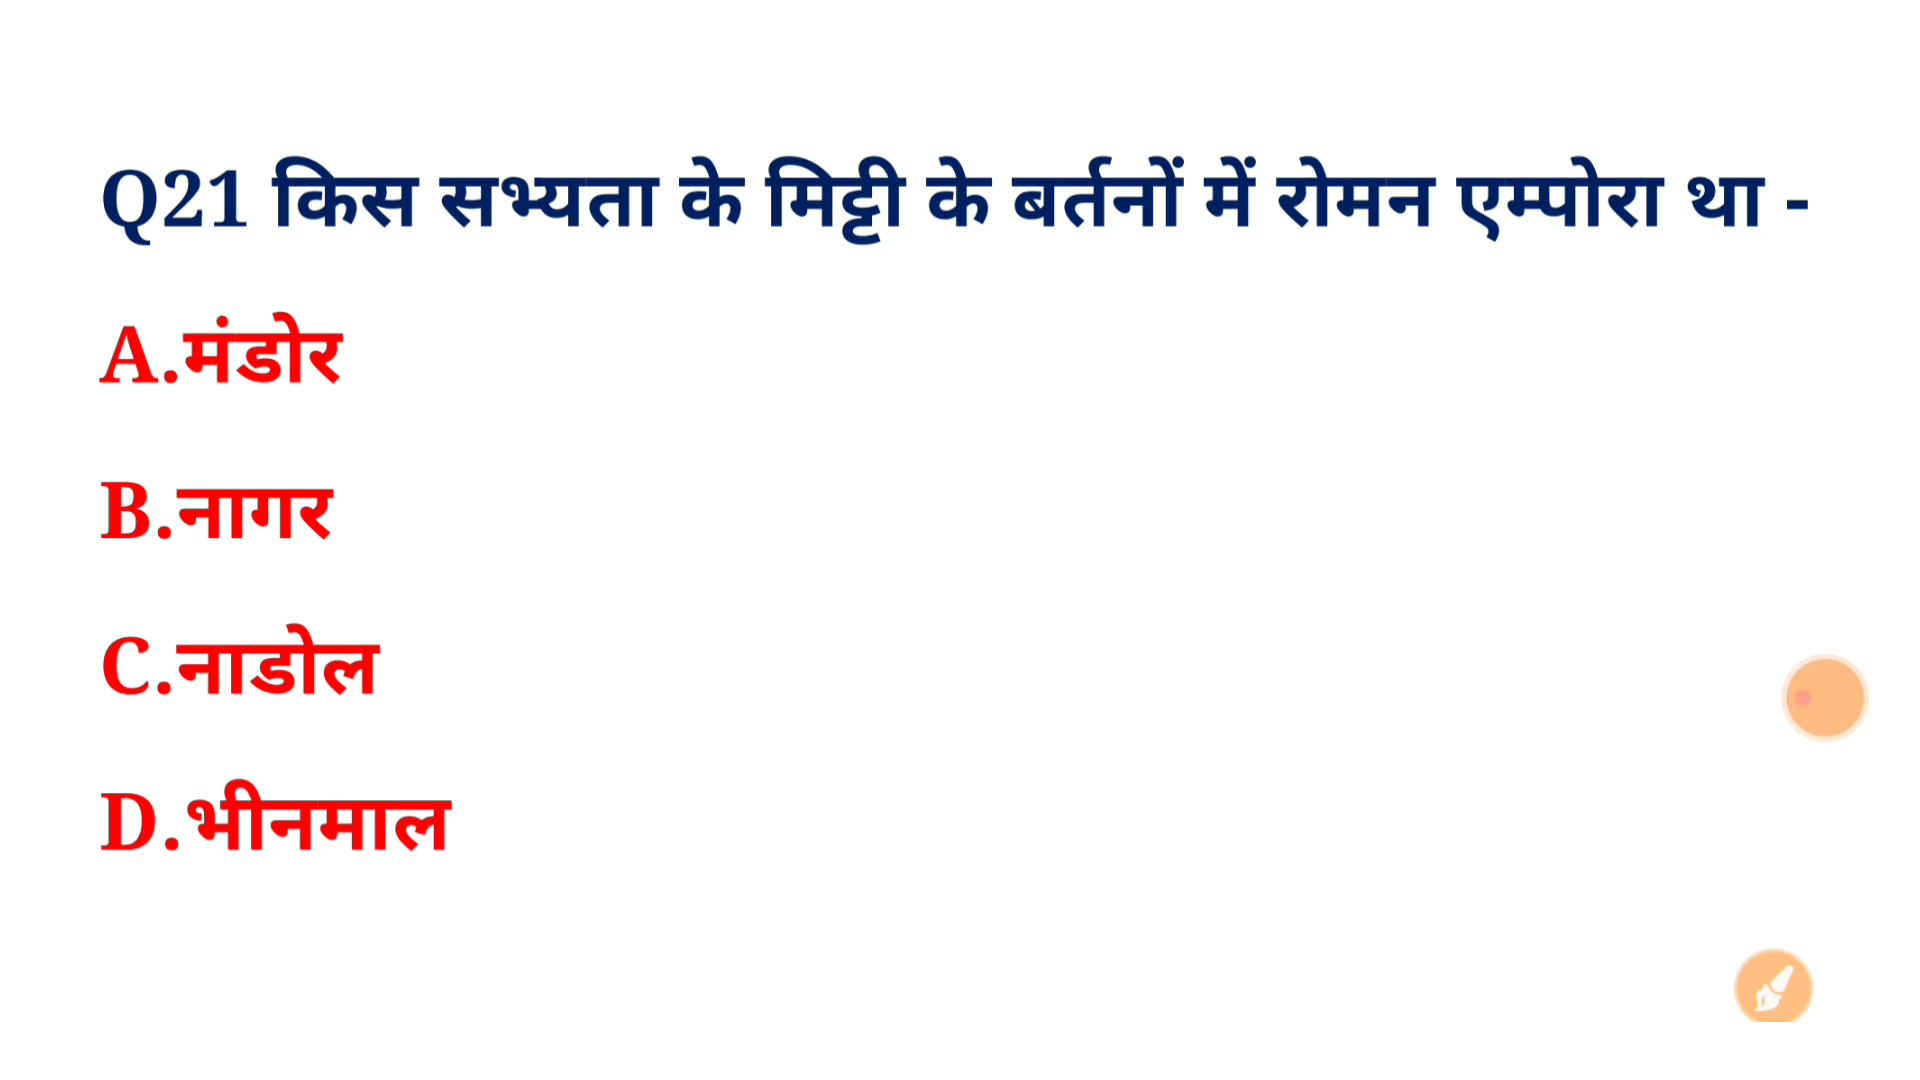 Q21 किस सभ्यता के मिट्टी के बर्तनों में रोमन एम्पोरा था -
A.मंडोर
B.नागर
C.नाडोल
D.भीनमाल